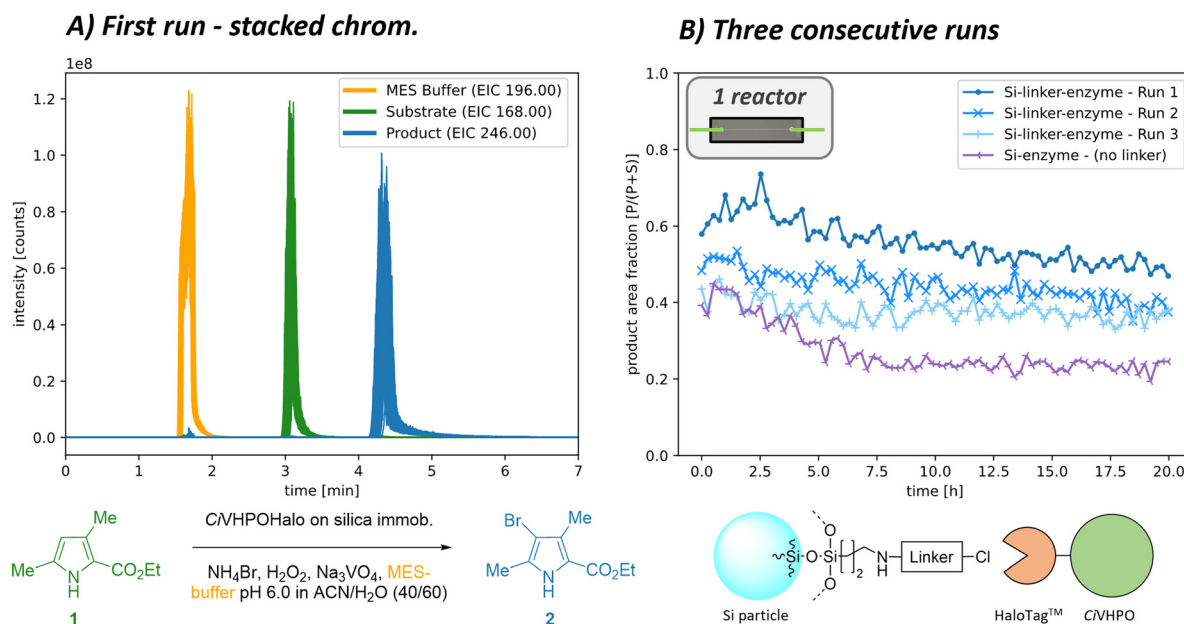 A) First run - stacked chrom.
1e8
1.2
1.0
0.8
0.6
0.4
0.2
0.0
intensity [counts]
MES Buffer (EIC 196.00)
Substrate (EIC 168.00)
Product (EIC 246.00)
0
1
2
3
4
5
6
7
time [min]
B) Three consecutive runs
1.0
0.8
0.6
0.4
0.2
0.0
product area fraction [P/(P+S)]
1 reactor
Si-linker-enzyme - Run 1
Si-linker-enzyme - Run 2
Si-linker-enzyme - Run 3
Si-enzyme - (no linker)
0.0
2.5
5.0
7.5
10.0
12.5
15.0
17.5
20.0
time [h]
Me
Me
N
H
CO₂Et
1
CiVHPOHalo on silica immob.
NH₄Br, H₂O₂, Na₃VO₄, MES-
buffer pH 6.0 in ACN/H₂O (40/60)
Br
Me
Me
N
H
CO₂Et
2
O
Si-O-Si
O
2
N
H
Linker
Cl
Si particle
HaloTag™
CiVHPO